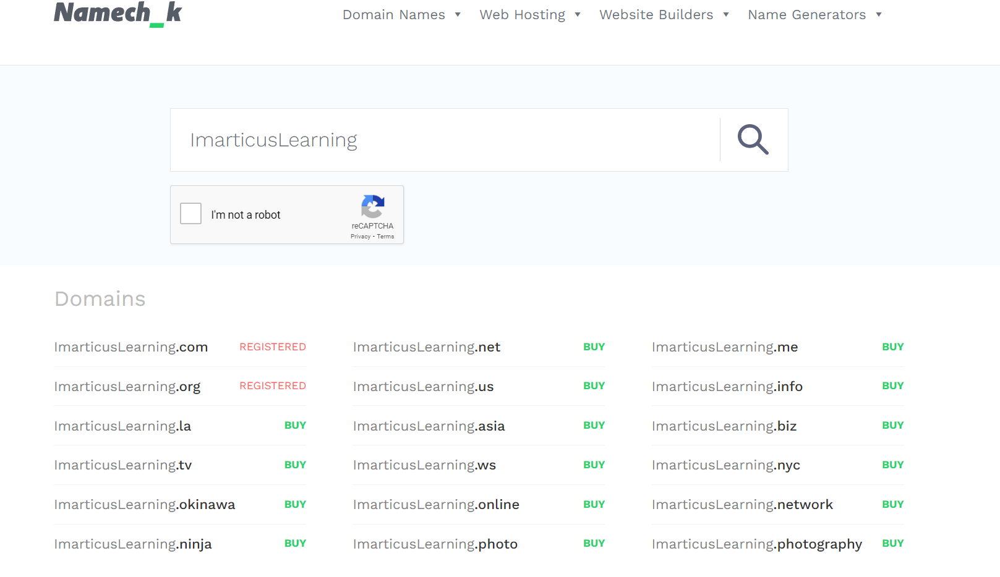 Namech_k
Domain Names ▼ Web Hosting ▼ Website Builders ▼ Name Generators ▼
ImarticusLearning
I'm not a robot
reCAPTCHA
Privacy - Terms
Domains
ImarticusLearning.com REGISTERED ImarticusLearning.net BUY ImarticusLearning.me BUY
ImarticusLearning.org REGISTERED ImarticusLearning.us BUY ImarticusLearning.info BUY
ImarticusLearning.la BUY ImarticusLearning.asia BUY ImarticusLearning.biz BUY
ImarticusLearning.tv BUY ImarticusLearning.ws BUY ImarticusLearning.nyc BUY
ImarticusLearning.okinawa BUY ImarticusLearning.online BUY ImarticusLearning.network BUY
ImarticusLearning.ninja BUY ImarticusLearning.photo BUY ImarticusLearning.photography BUY